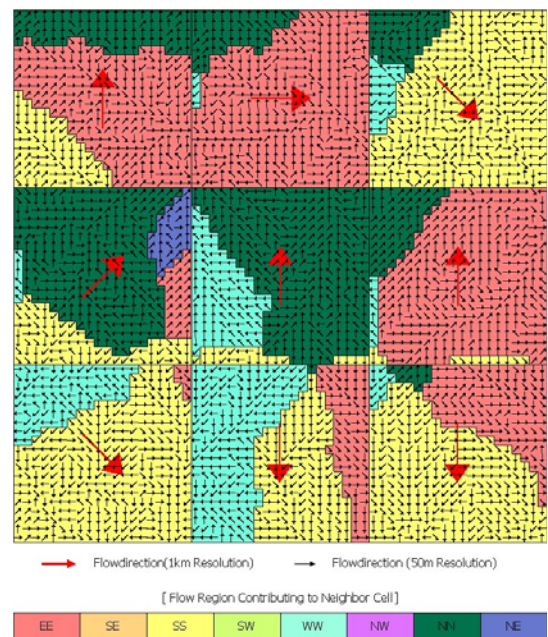 Flowdirection(1km Resolution) Flowdirection (50m Resolution)
[ Flow Region Contributing to Neighbor Cell]
EE SE SS SW WW NW NN NE